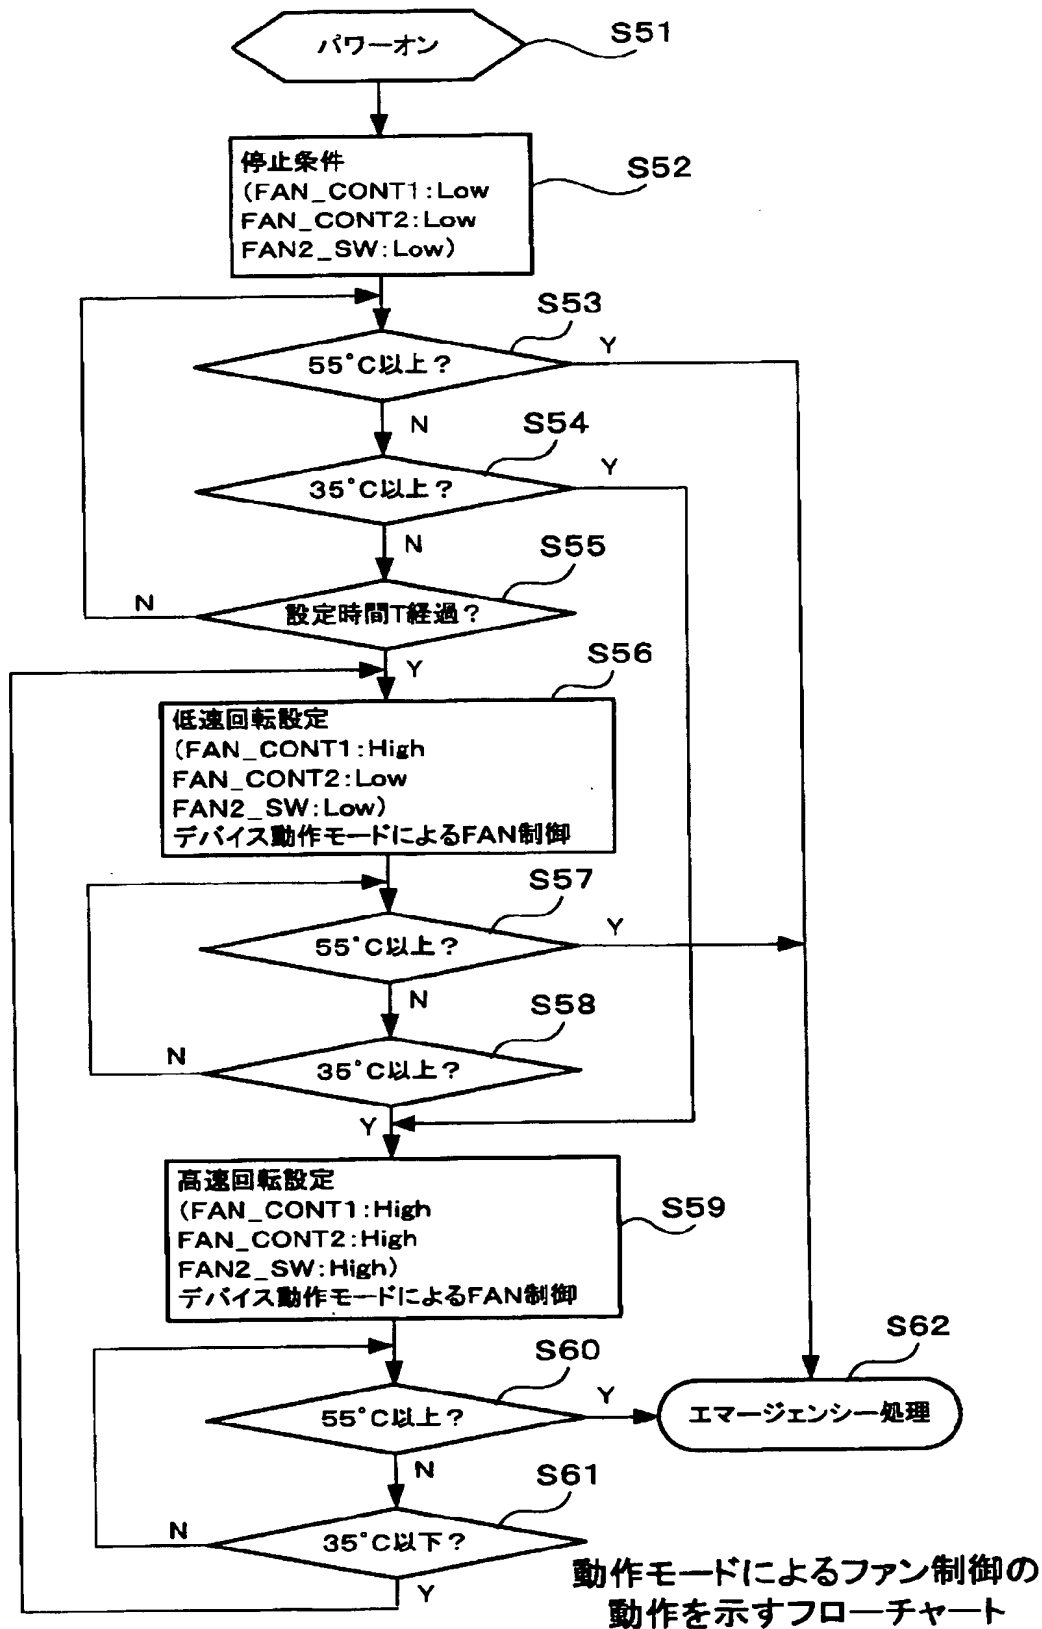 パワーオン
S51
停止条件
(FAN_CONT1:Low
FAN_CONT2:Low
FAN2_SW:Low)
S52
S53
55°C以上?
Y
N
S54
35°C以上?
Y
N
S55
設定時間T経過?
N
Y
S56
低速回転設定
(FAN_CONT1:High
FAN_CONT2:Low
FAN2_SW:Low)
デバイス動作モードによるFAN制御
S57
55°C以上?
Y
N
S58
35°C以上?
N
Y
高速回転設定
(FAN_CONT1:High
FAN_CONT2:High
FAN2_SW:High)
デバイス動作モードによるFAN制御
S59
S60
55°C以上?
Y
N
S62
エマージェンシー処理
S61
35°C以下?
N
Y
動作モードによるファン制御の
動作を示すフローチャート